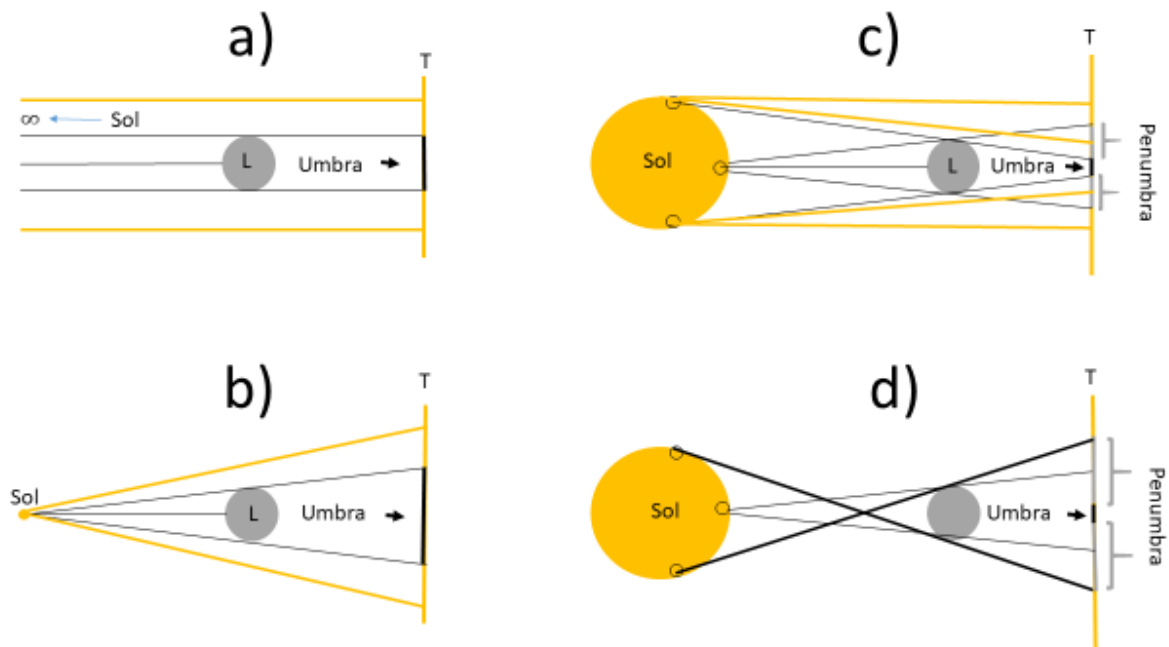 a)
T
∞ Sol
L Umbra
c)
T
Sol L Umbra
Penumbra
b)
T
Sol
L Umbra
d)
T
Sol Umbra
Penumbra